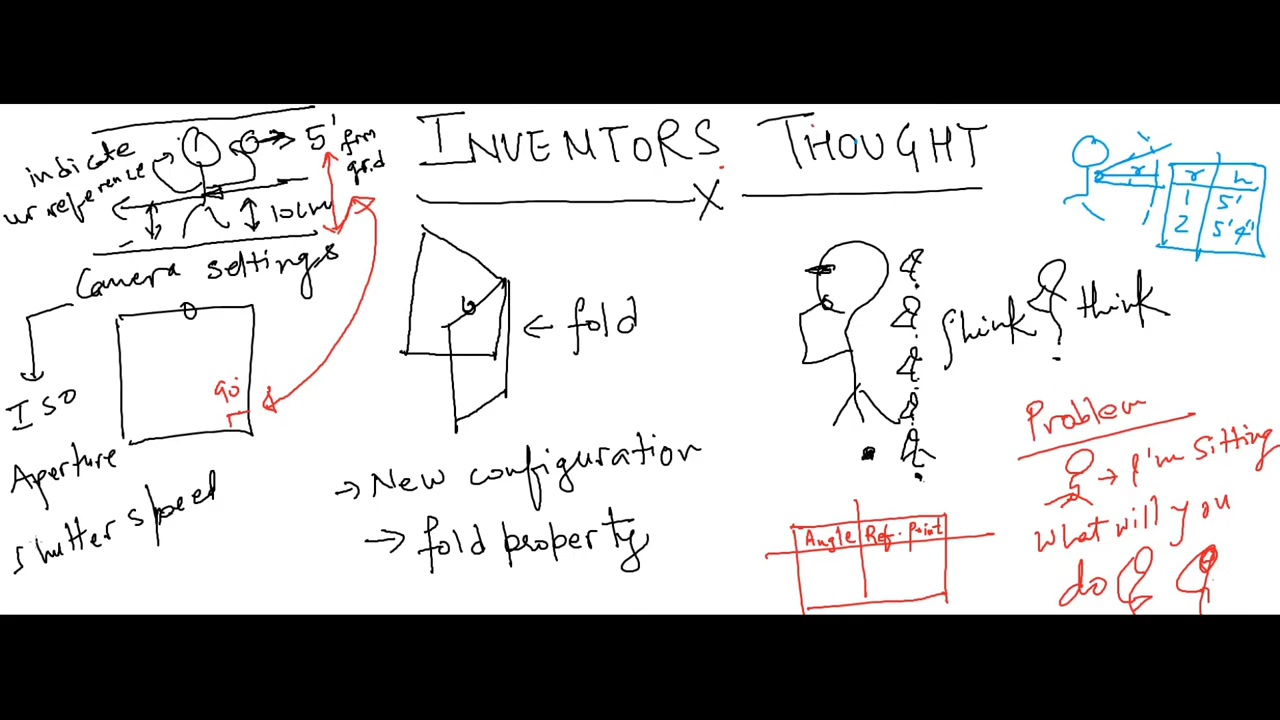 INVENTORS THOUGHT
indicate
ur reference
5' frm
grd
10cm
Camera settings
ISO
Aperture
shutter speed
90°
← fold
→ New configuration
→ fold property
think ? think
r h
1 5'
2 5'4"
Angle Ref. Point
Problem
→ I'm sitting
what will you
do ? ?